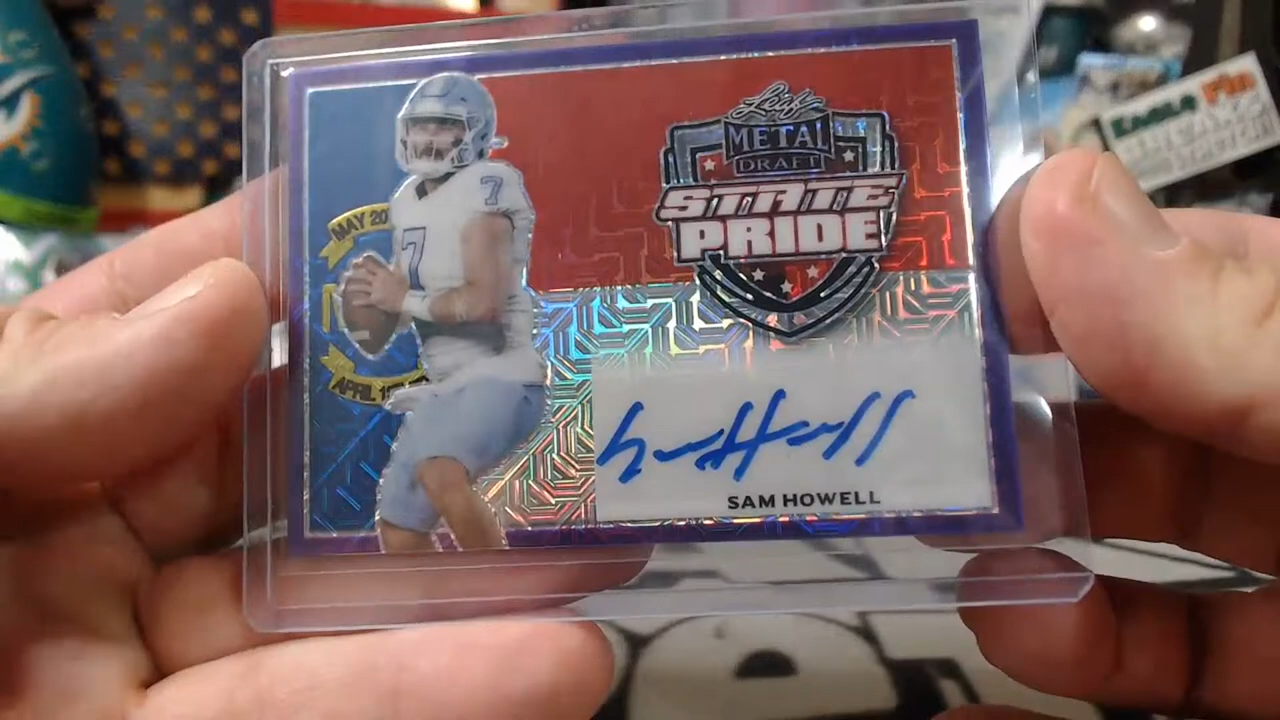 Leaf
METAL
DRAFT
STATE
PRIDE
MAY 20
7
7
APRIL 1
Sam Howell
SAM HOWELL